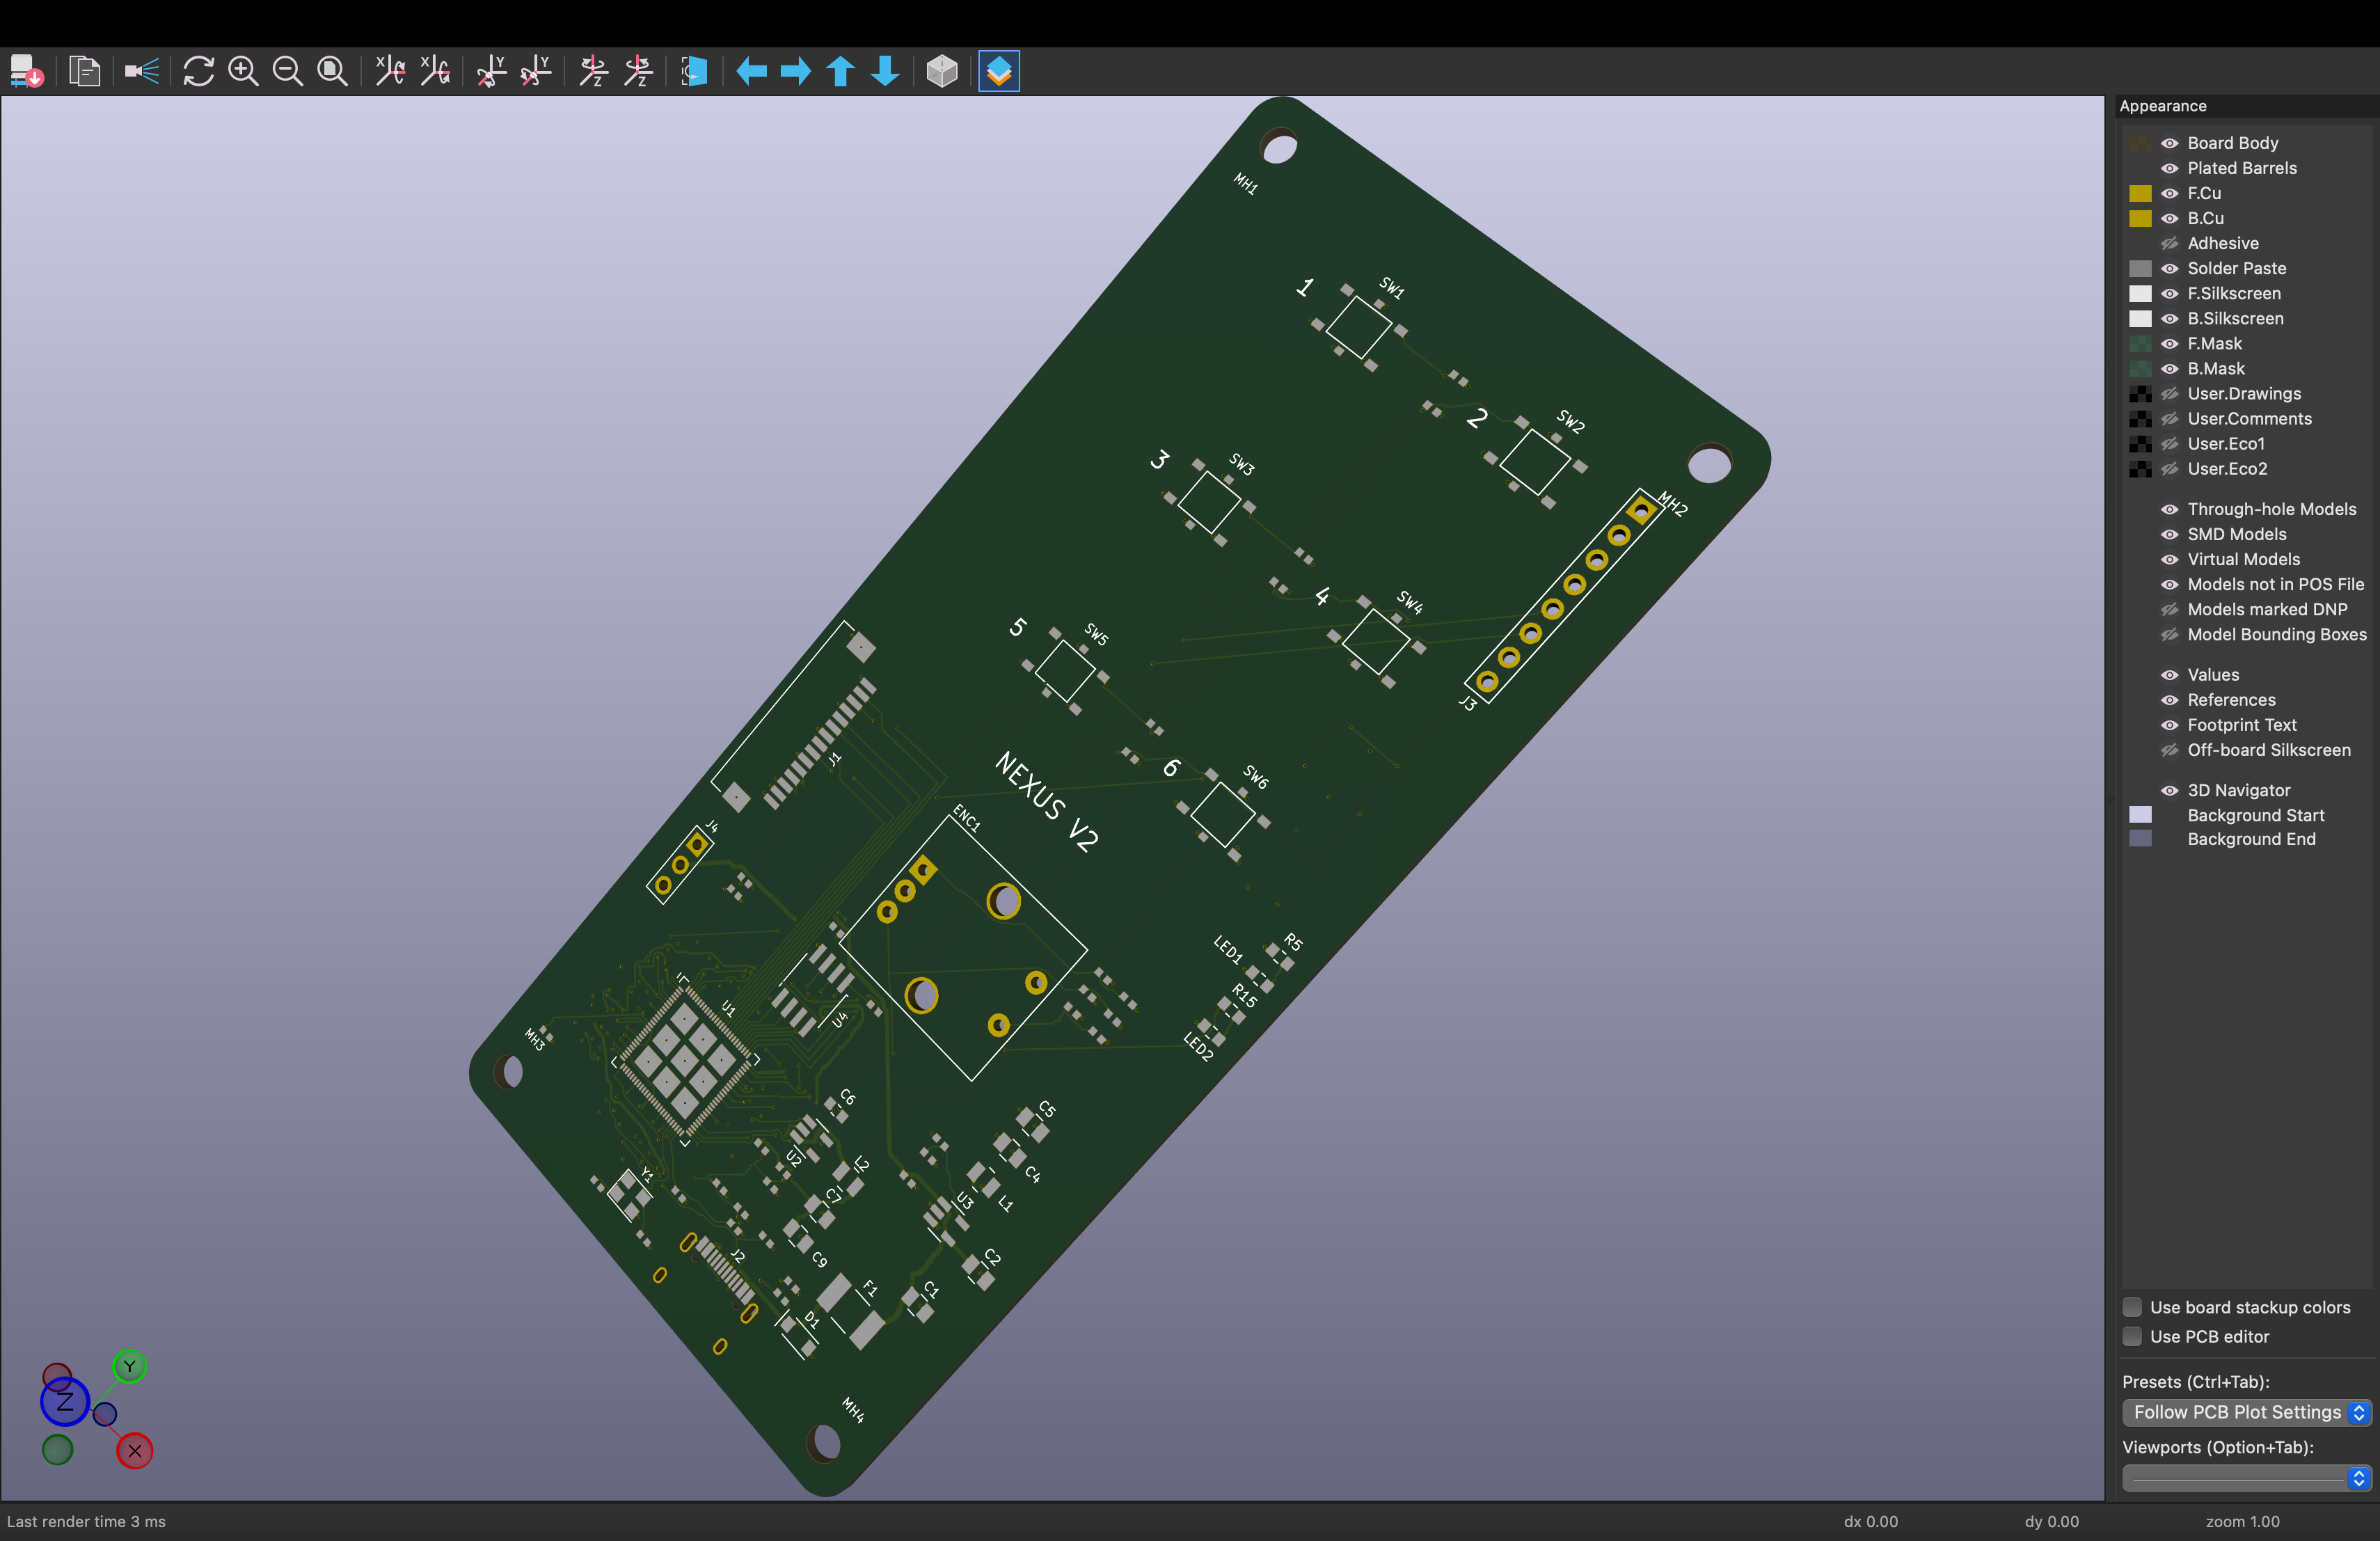 MH1
1
SW1
2
SW2
3
SW3
MH2
4
SW4
5
SW5
J3
J1
NEXUS V2
6
SW6
ENC1
J4
LED1
R5
R15
LED2
U1
U4
MH3
C6
C5
U2
L2
C4
Y1
C7
U3
L1
J2
C9
C2
F1
C1
D1
MH4
Y
Z
X
Appearance
Board Body
Plated Barrels
F.Cu
B.Cu
Adhesive
Solder Paste
F.Silkscreen
B.Silkscreen
F.Mask
B.Mask
User.Drawings
User.Comments
User.Eco1
User.Eco2
Through-hole Models
SMD Models
Virtual Models
Models not in POS File
Models marked DNP
Model Bounding Boxes
Values
References
Footprint Text
Off-board Silkscreen
3D Navigator
Background Start
Background End
Use board stackup colors
Use PCB editor
Presets (Ctrl+Tab):
Follow PCB Plot Settings
Viewports (Option+Tab):
Last render time 3 ms
dx 0.00
dy 0.00
zoom 1.00